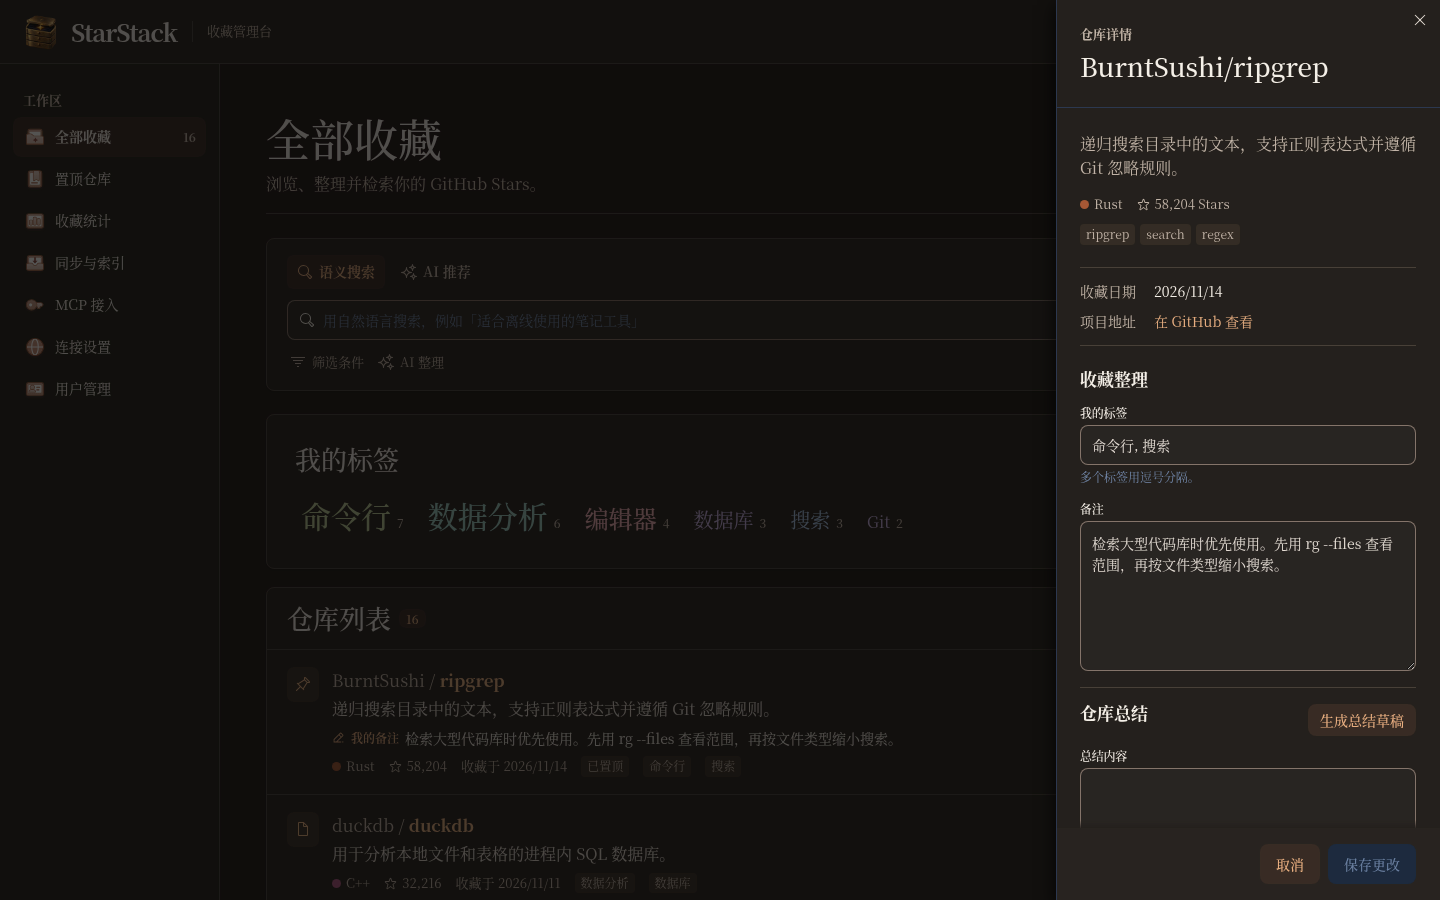 StarStack
收藏管理台
工作区
全部收藏 16
置顶仓库
收藏统计
同步与索引
MCP 接入
连接设置
用户管理
全部收藏
浏览、整理并检索你的 GitHub Stars。
语义搜索 AI 推荐
用自然语言搜索，例如「适合离线使用的笔记工具」
筛选条件 AI 整理
我的标签
命令行 7 数据分析 6 编辑器 4 数据库 3 搜索 3 Git 2
仓库列表 16
BurntSushi / ripgrep
递归搜索目录中的文本，支持正则表达式并遵循 Git 忽略规则。
我的备注 检索大型代码库时优先使用。先用 rg --files 查看范围，再按文件类型缩小搜索。
Rust 58,204 收藏于 2026/11/14 已置顶 命令行 搜索
duckdb / duckdb
用于分析本地文件和表格的进程内 SQL 数据库。
C++ 32,216 收藏于 2026/11/11 数据分析 数据库
仓库详情
BurntSushi/ripgrep
递归搜索目录中的文本，支持正则表达式并遵循
Git 忽略规则。
Rust 58,204 Stars
ripgrep search regex
收藏日期 2026/11/14
项目地址 在 GitHub 查看
收藏整理
我的标签
命令行, 搜索
多个标签用逗号分隔。
备注
检索大型代码库时优先使用。先用 rg --files 查看
范围，再按文件类型缩小搜索。
仓库总结 生成总结草稿
总结内容
取消 保存更改